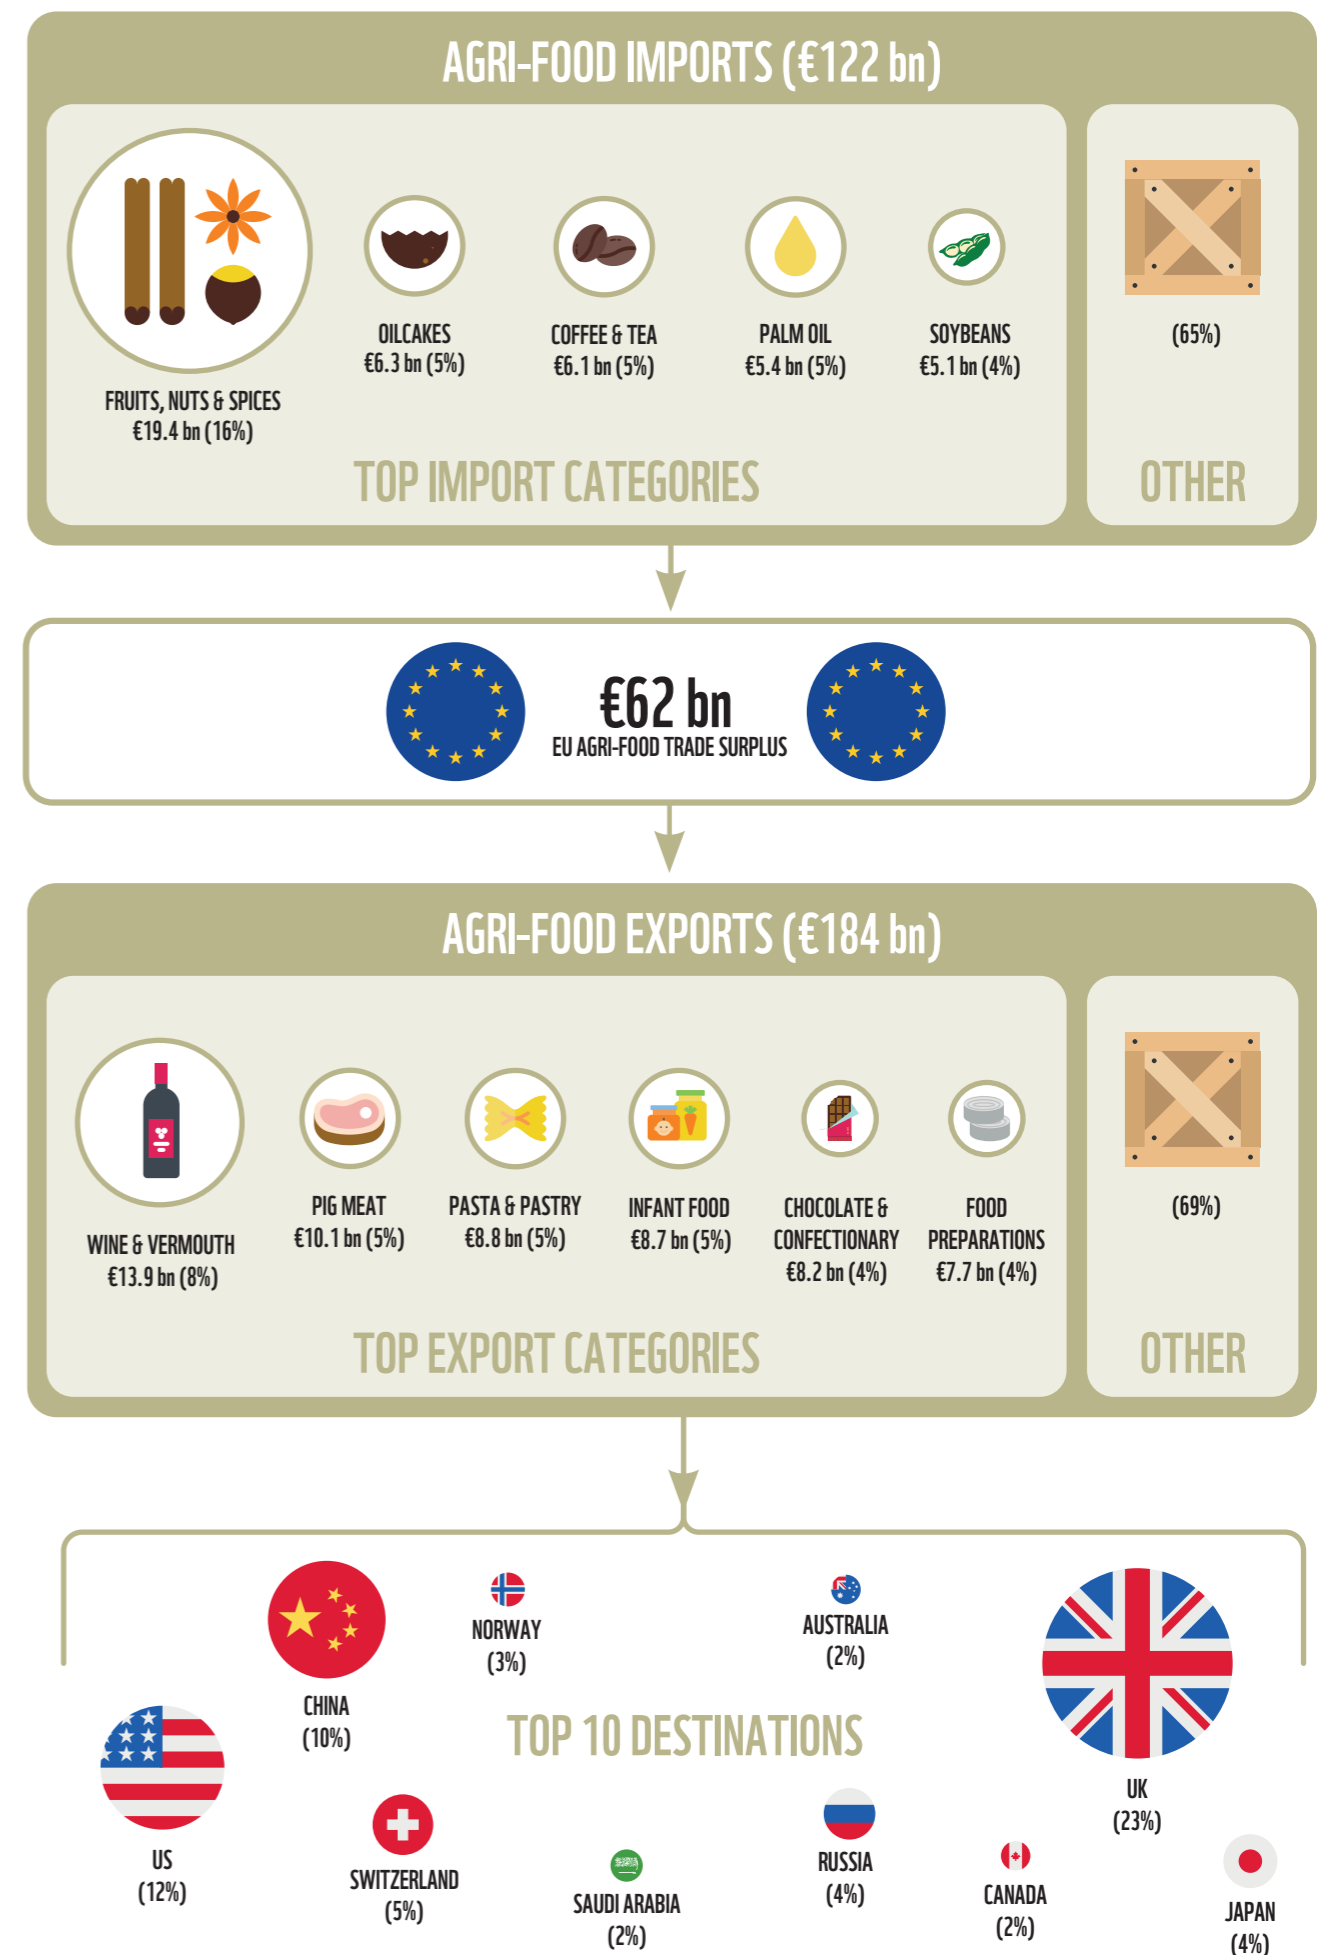 AGRI-FOOD IMPORTS (€122 bn)
FRUITS, NUTS & SPICES
€19.4 bn (16%)
OILCAKES
€6.3 bn (5%)
COFFEE & TEA
€6.1 bn (5%)
PALM OIL
€5.4 bn (5%)
SOYBEANS
€5.1 bn (4%)
(65%)
TOP IMPORT CATEGORIES
OTHER
€62 bn
EU AGRI-FOOD TRADE SURPLUS
AGRI-FOOD EXPORTS (€184 bn)
WINE & VERMOUTH
€13.9 bn (8%)
PIG MEAT
€10.1 bn (5%)
PASTA & PASTRY
€8.8 bn (5%)
INFANT FOOD
€8.7 bn (5%)
CHOCOLATE &
CONFECTIONARY
€8.2 bn (4%)
FOOD
PREPARATIONS
€7.7 bn (4%)
(69%)
TOP EXPORT CATEGORIES
OTHER
NORWAY
(3%)
AUSTRALIA
(2%)
CHINA
(10%)
TOP 10 DESTINATIONS
UK
(23%)
US
(12%)
SWITZERLAND
(5%)
SAUDI ARABIA
(2%)
RUSSIA
(4%)
CANADA
(2%)
JAPAN
(4%)